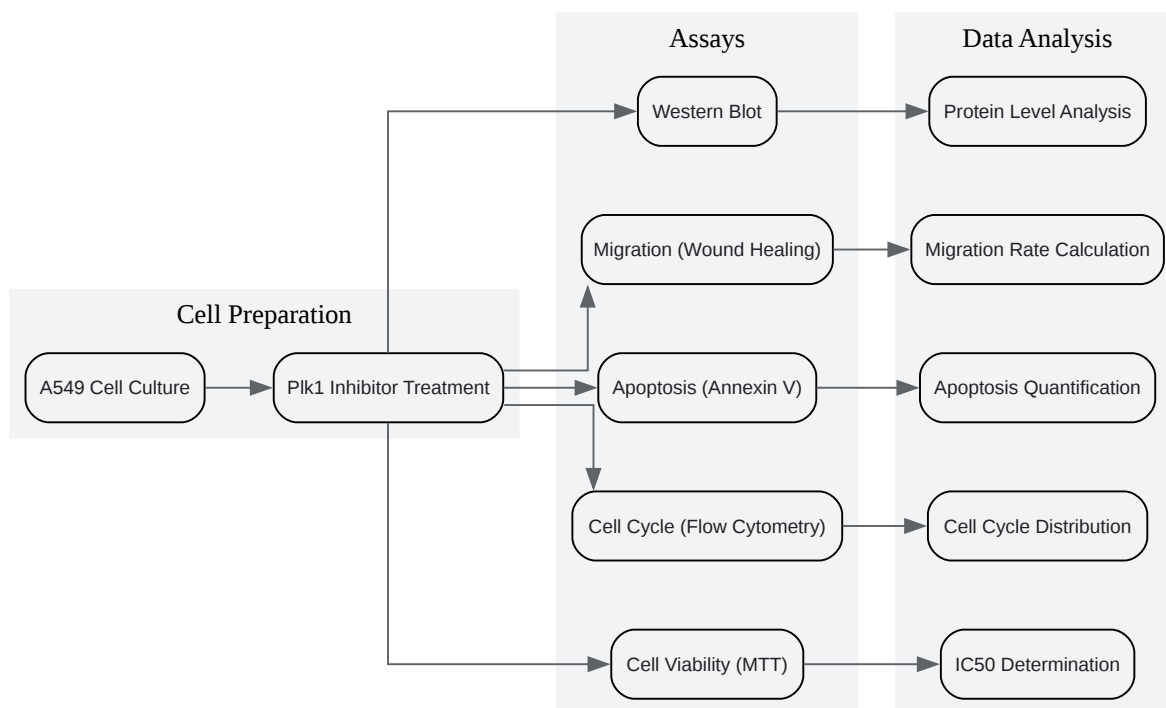 Assays
Data Analysis
Western Blot
Protein Level Analysis
Migration (Wound Healing)
Migration Rate Calculation
Cell Preparation
A549 Cell Culture
Plk1 Inhibitor Treatment
Apoptosis (Annexin V)
Apoptosis Quantification
Cell Cycle (Flow Cytometry)
Cell Cycle Distribution
Cell Viability (MTT)
IC50 Determination